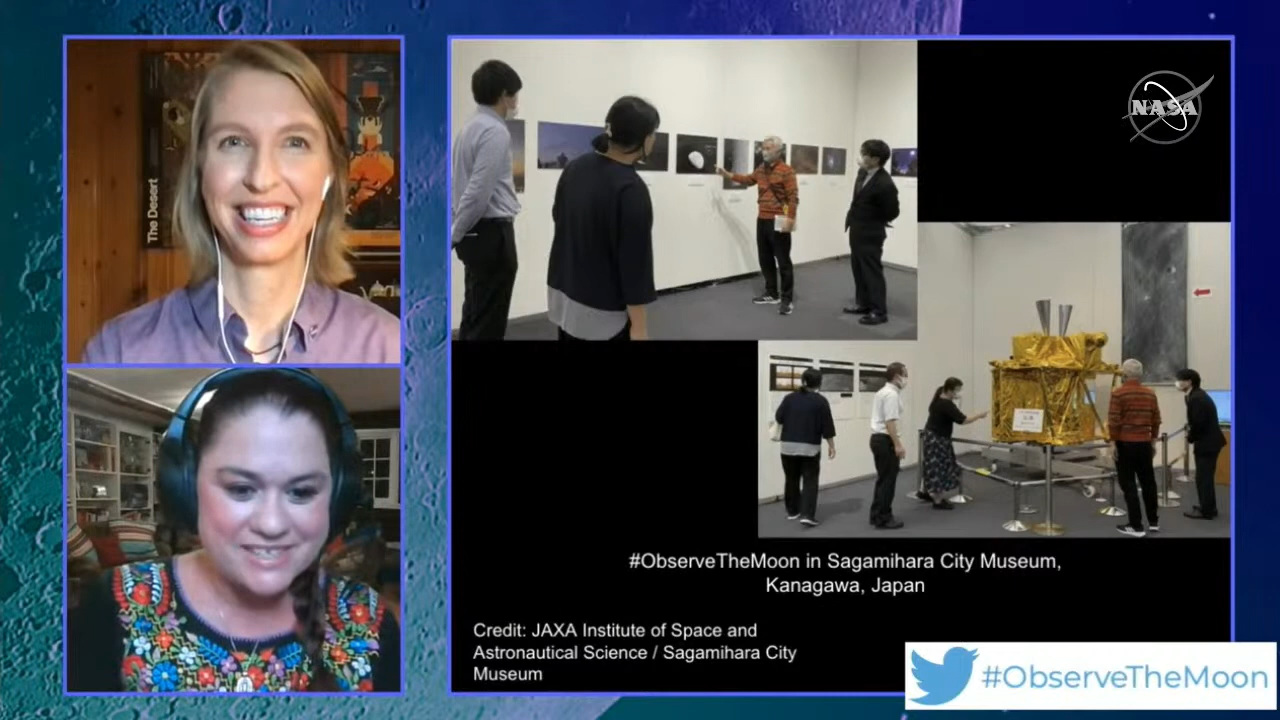 The Desert
NASA
#ObserveTheMoon in Sagamihara City Museum,
Kanagawa, Japan
Credit: JAXA Institute of Space and
Astronautical Science / Sagamihara City
Museum
#ObserveTheMoon